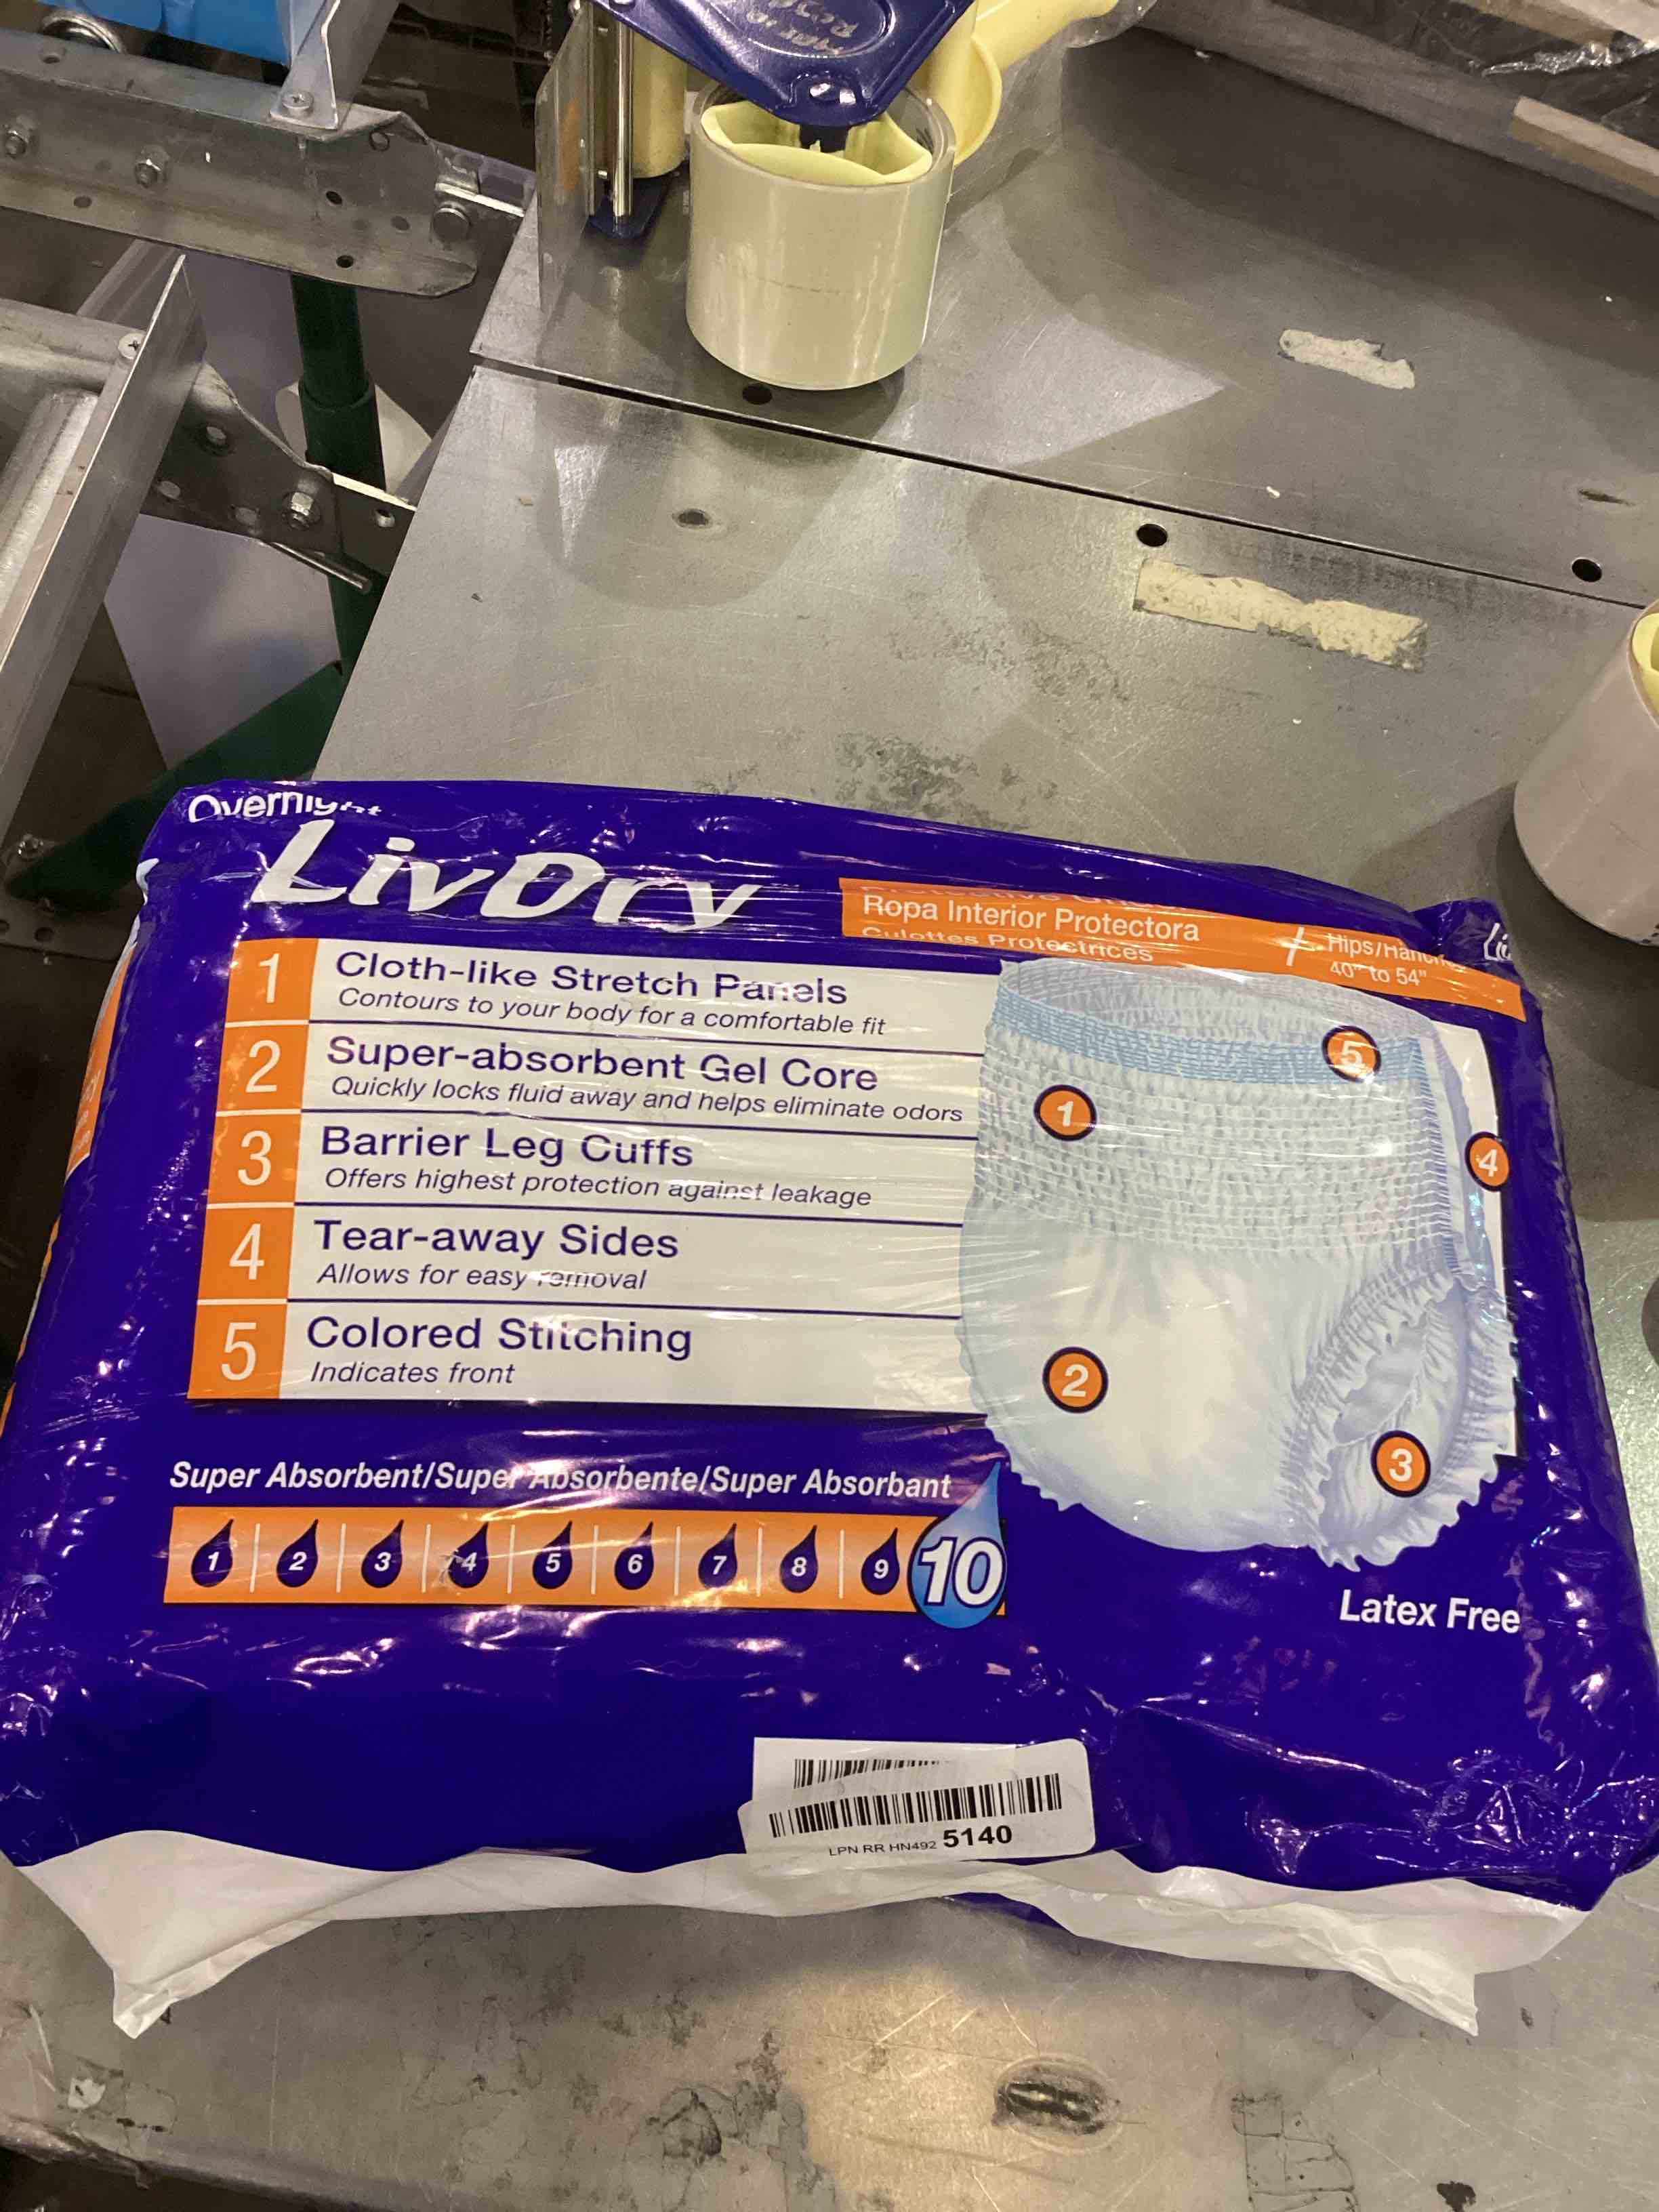 Overnight
LivDry
Ropa Interior Protectora
Culottes Protectrices
Hips/Hanches
40" to 54"
1 Cloth-like Stretch Panels
Contours to your body for a comfortable fit
2 Super-absorbent Gel Core
Quickly locks fluid away and helps eliminate odors
3 Barrier Leg Cuffs
Offers highest protection against leakage
4 Tear-away Sides
Allows for easy removal
5 Colored Stitching
Indicates front
5
1
4
2
3
Super Absorbent/Super Absorbente/Super Absorbant
1 2 3 4 5 6 7 8 9 10
Latex Free
LPN RR HN492 5140